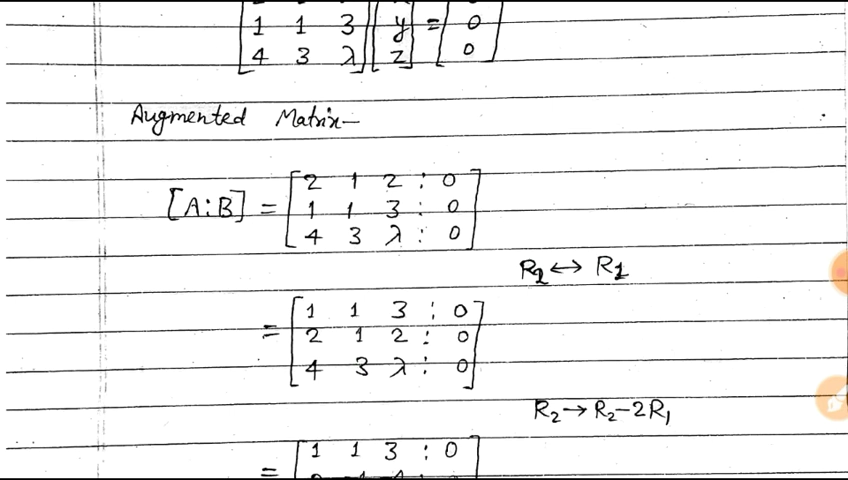 [1 1 3] [y] = [0]
[4 3 λ] [z] [0]
Augmented Matrix—
[2 1 2 : 0]
[A:B] = [1 1 3 : 0]
[4 3 λ : 0]
R2 ↔ R1
[1 1 3 : 0]
= [2 1 2 : 0]
[4 3 λ : 0]
R2 → R2-2R1
[1 1 3 : 0]
=